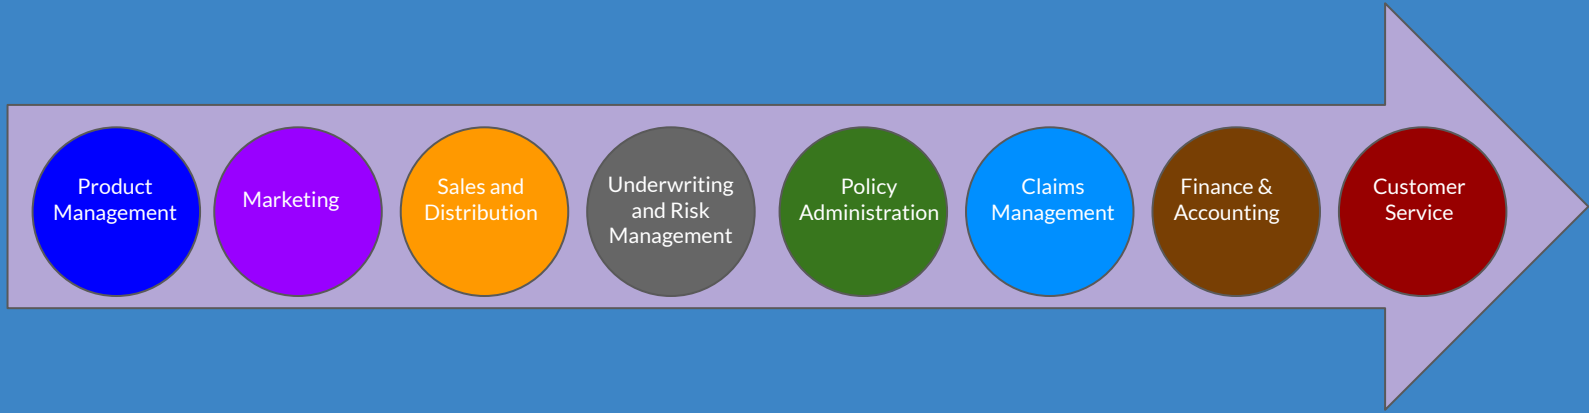 Product
Management
Marketing
Sales and
Distribution
Underwriting
and Risk
Management
Policy
Administration
Claims
Management
Finance &
Accounting
Customer
Service